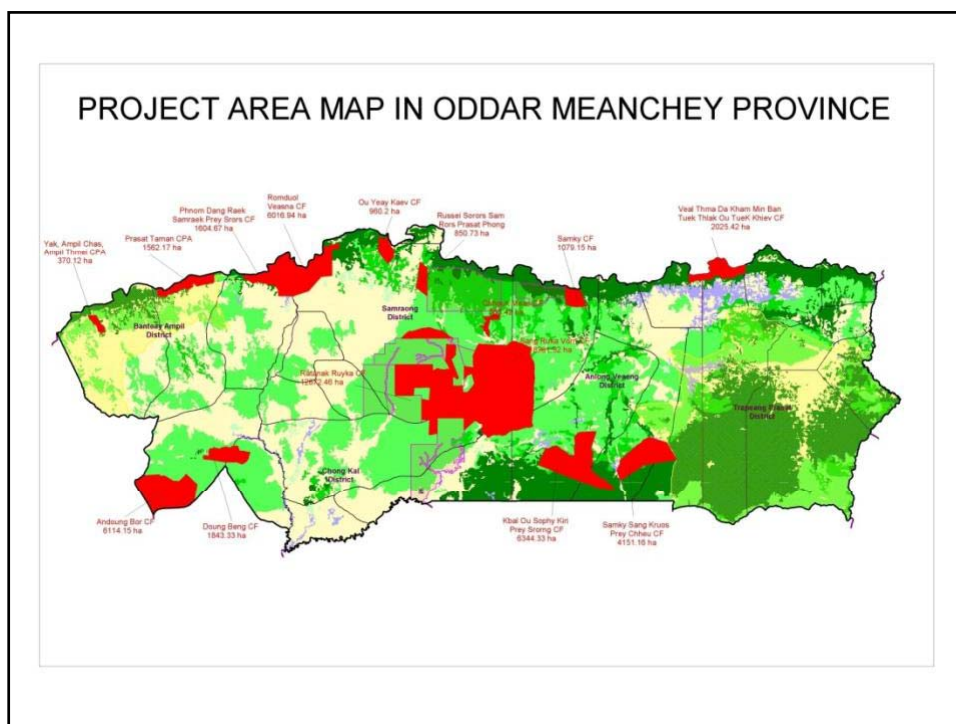 PROJECT AREA MAP IN ODDAR MEANCHEY PROVINCE
Yak, Ampil Chas,
Ampil Thmei CPA
370.12 ha
Prasat Taman CPA
1562.17 ha
Phnom Dang Raek
Samraek Prey Srors CF
1604.67 ha
Romduol
Veasna CF
6016.94 ha
Ou Yeay Kaev CF
960.2 ha
Russei Sorors Sam
Rors Prasat Phong
850.73 ha
Samky CF
1079.15 ha
Veal Thma Da Kham Min Ban
Tuek Thlak Ou TueK Khiev CF
2025.42 ha
Banteay Ampil
District
Samraong
District
Ratanak Ruyka CF
12872.46 ha
Anlong Veaeng
District
Trapeang Prasat
District
Chong Kal
District
Andoung Bor CF
6114.15 ha
Doung Beng CF
1843.33 ha
Kbal Ou Sophy Kiri
Prey Srorng CF
6344.33 ha
Samky Sang Kruos
Prey Chheu CF
4151.16 ha